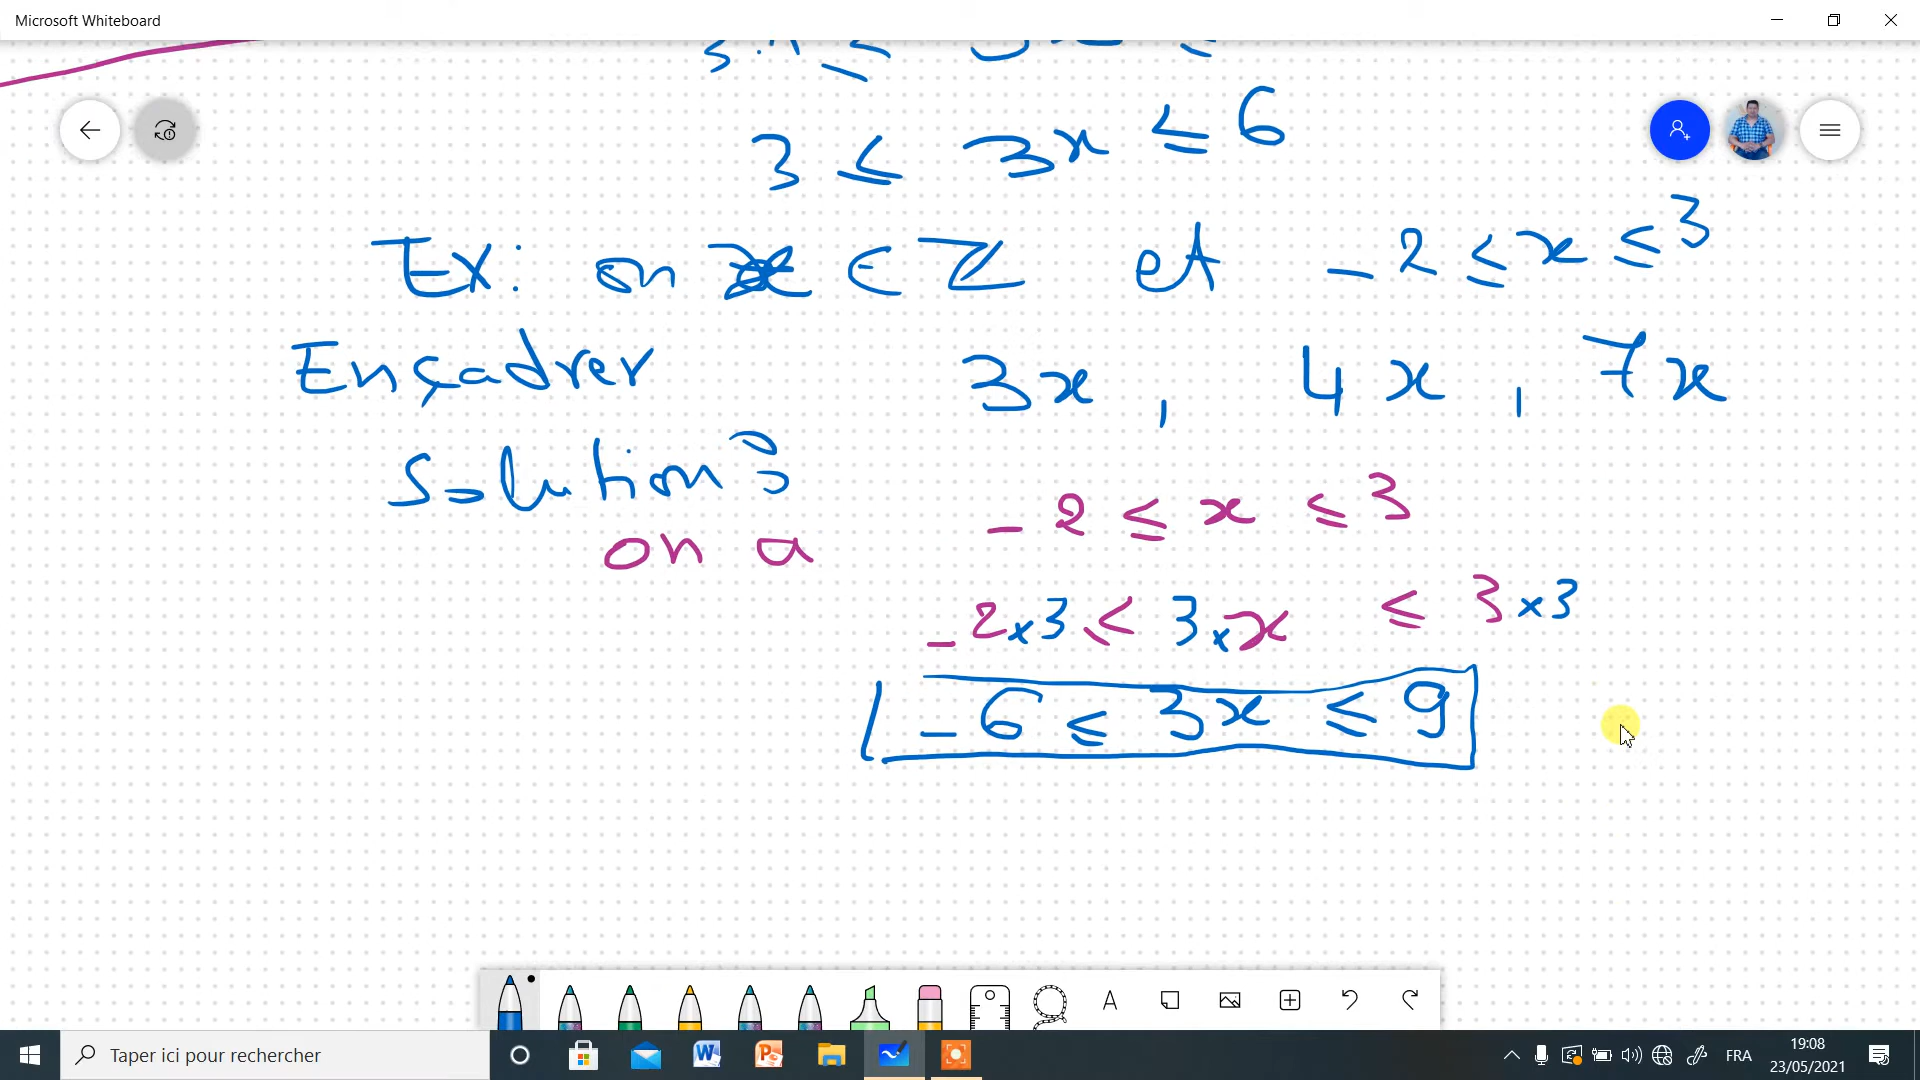 Microsoft Whiteboard
3 ≤ 3x ≤ 6
Ex: on x ∈ Z et -2 ≤ x ≤ 3
Ençadrer 3x , 4x , 7x
Solution :
on a -2 ≤ x ≤ 3
-2×3 ≤ 3×x ≤ 3×3
-6 ≤ 3x ≤ 9
Taper ici pour rechercher
FRA
19:08
23/05/2021